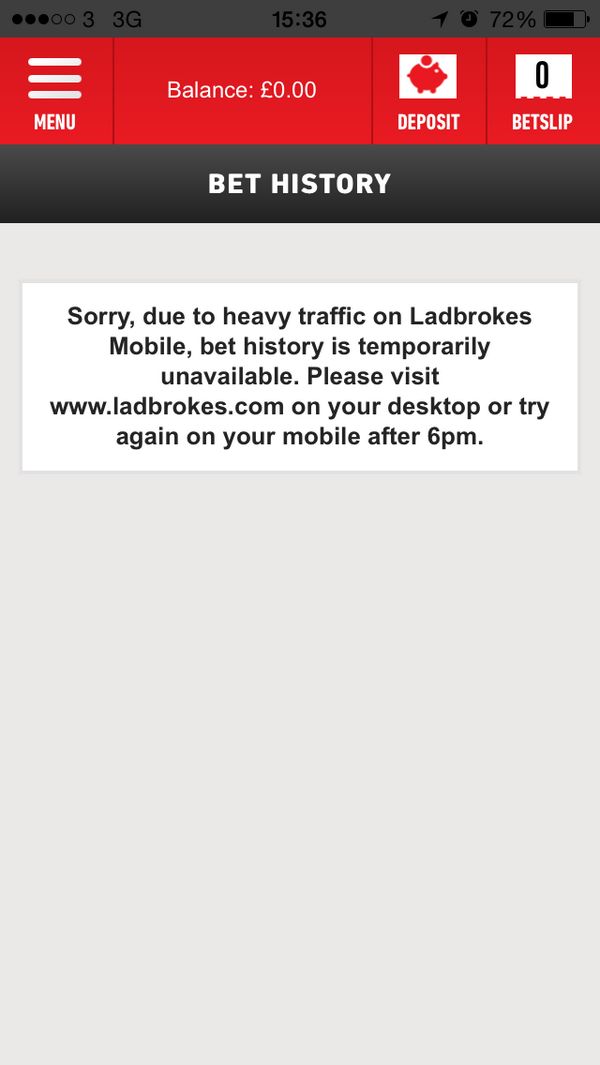 3 3G 15:36 72%
MENU Balance: £0.00 DEPOSIT 0 BETSLIP
BET HISTORY
Sorry, due to heavy traffic on Ladbrokes
Mobile, bet history is temporarily
unavailable. Please visit
www.ladbrokes.com on your desktop or try
again on your mobile after 6pm.